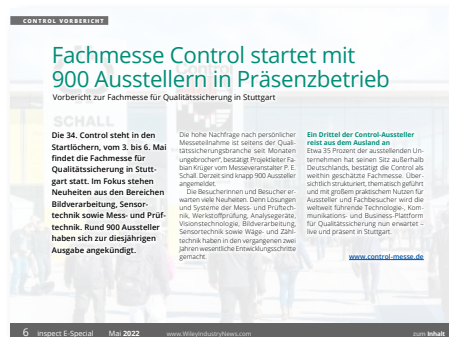 CONTROL VORBERICHT
Fachmesse Control startet mit
900 Ausstellern in Präsenzbetrieb
Vorbericht zur Fachmesse für Qualitätssicherung in Stuttgart
SCHALL
Control
Die 34. Control steht in den
Startlöchern, vom 3. bis 6. Mai
findet die Fachmesse für
Qualitätssicherung in Stutt-
gart statt. Im Fokus stehen
Neuheiten aus den Bereichen
Bildverarbeitung, Sensor-
technik sowie Mess- und Prüf-
technik. Rund 900 Aussteller
haben sich zur diesjährigen
Ausgabe angekündigt.
Die hohe Nachfrage nach persönlicher
Messeteilnahme ist seitens der Quali-
tätssicherungsbranche seit Monaten
ungebrochen“, bestätigt Projektleiter Fa-
bian Krüger vom Messeveranstalter P. E.
Schall. Derzeit sind knapp 900 Aussteller
angemeldet.
Die Besucherinnen und Besucher er-
warten viele Neuheiten. Denn Lösungen
und Systeme der Mess- und Prüftech-
nik, Werkstoffprüfung, Analysegeräte,
Visionstechnologie, Bildverarbeitung,
Sensortechnik sowie Wäge- und Zähl-
technik haben in den vergangenen zwei
Jahren wesentliche Entwicklungsschritte
gemacht.
Ein Drittel der Control-Aussteller
reist aus dem Ausland an
Etwa 35 Prozent der ausstellenden Un-
ternehmen hat seinen Sitz außerhalb
Deutschlands, bestätigt die Control als
weithin geschätzte Fachmesse. Über-
sichtlich strukturiert, thematisch geführt
und mit großem praktischen Nutzen für
Aussteller und Fachbesucher wird die
weltweit führende Technologie-, Kom-
munikations- und Business-Plattform
für Qualitätssicherung nun erwartet –
live und präsent in Stuttgart.
www.control-messe.de
6 inspect E-Special Mai 2022 www.WileyIndustryNews.com zum Inhalt